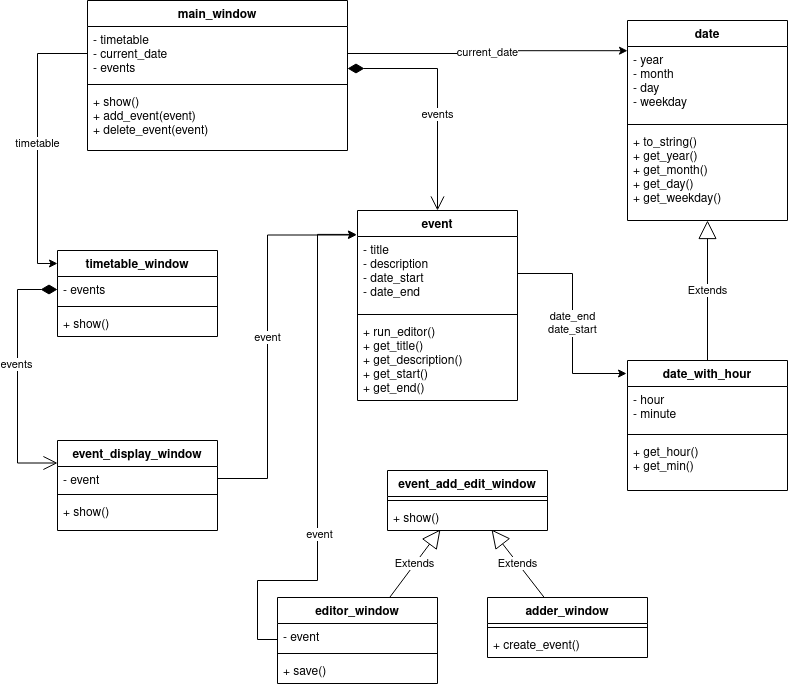 main_window
- timetable
- current_date
- events
+ show()
+ add_event(event)
+ delete_event(event)
current_date
date
- year
- month
- day
- weekday
+ to_string()
+ get_year()
+ get_month()
+ get_day()
+ get_weekday()
timetable
events
timetable_window
- events
+ show()
event
- title
- description
- date_start
- date_end
+ run_editor()
+ get_title()
+ get_description()
+ get_start()
+ get_end()
Extends
date_end
date_start
event
events
date_with_hour
- hour
- minute
+ get_hour()
+ get_min()
event_display_window
- event
+ show()
event_add_edit_window
+ show()
event
Extends
Extends
editor_window
- event
+ save()
adder_window
+ create_event()